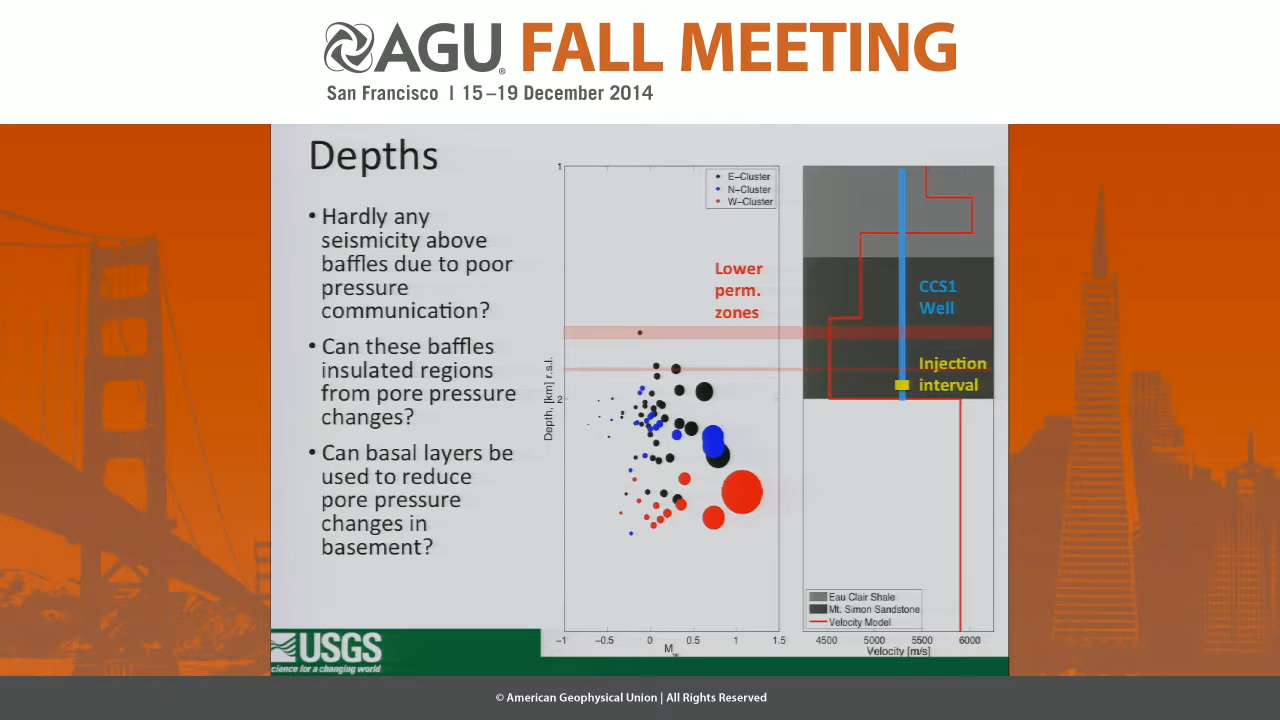 AGU FALL MEETING
San Francisco | 15–19 December 2014
Depths
• Hardly any
seismicity above
baffles due to poor
pressure
communication?
• Can these baffles
insulated regions
from pore pressure
changes?
• Can basal layers be
used to reduce
pore pressure
changes in
basement?
1
2
Depth, [km] r.s.l.
E-Cluster
N-Cluster
W-Cluster
Lower
perm.
zones
−1 −0.5 0 0.5 1 1.5
Mw
CCS1
Well
Injection
interval
Eau Clair Shale
Mt. Simon Sandstone
Velocity Model
4500 5000 5500 6000
Velocity [m/s]
USGS
science for a changing world
© American Geophysical Union | All Rights Reserved